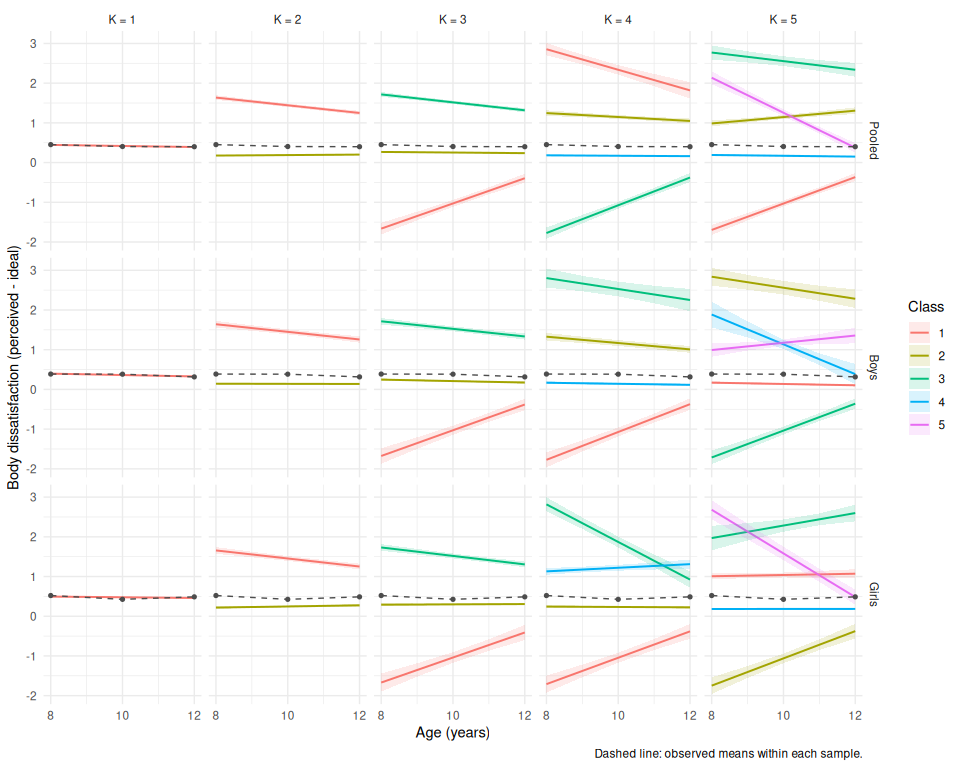 K = 1 K = 2 K = 3 K = 4 K = 5
3
2
1
0
-1
-2
Pooled
3
2
1
0
-1
-2
Boys
3
2
1
0
-1
-2
Girls
8 10 12 8 10 12 8 10 12 8 10 12 8 10 12
Age (years)
Body dissatisfaction (perceived - ideal)
Class
1
2
3
4
5
Dashed line: observed means within each sample.